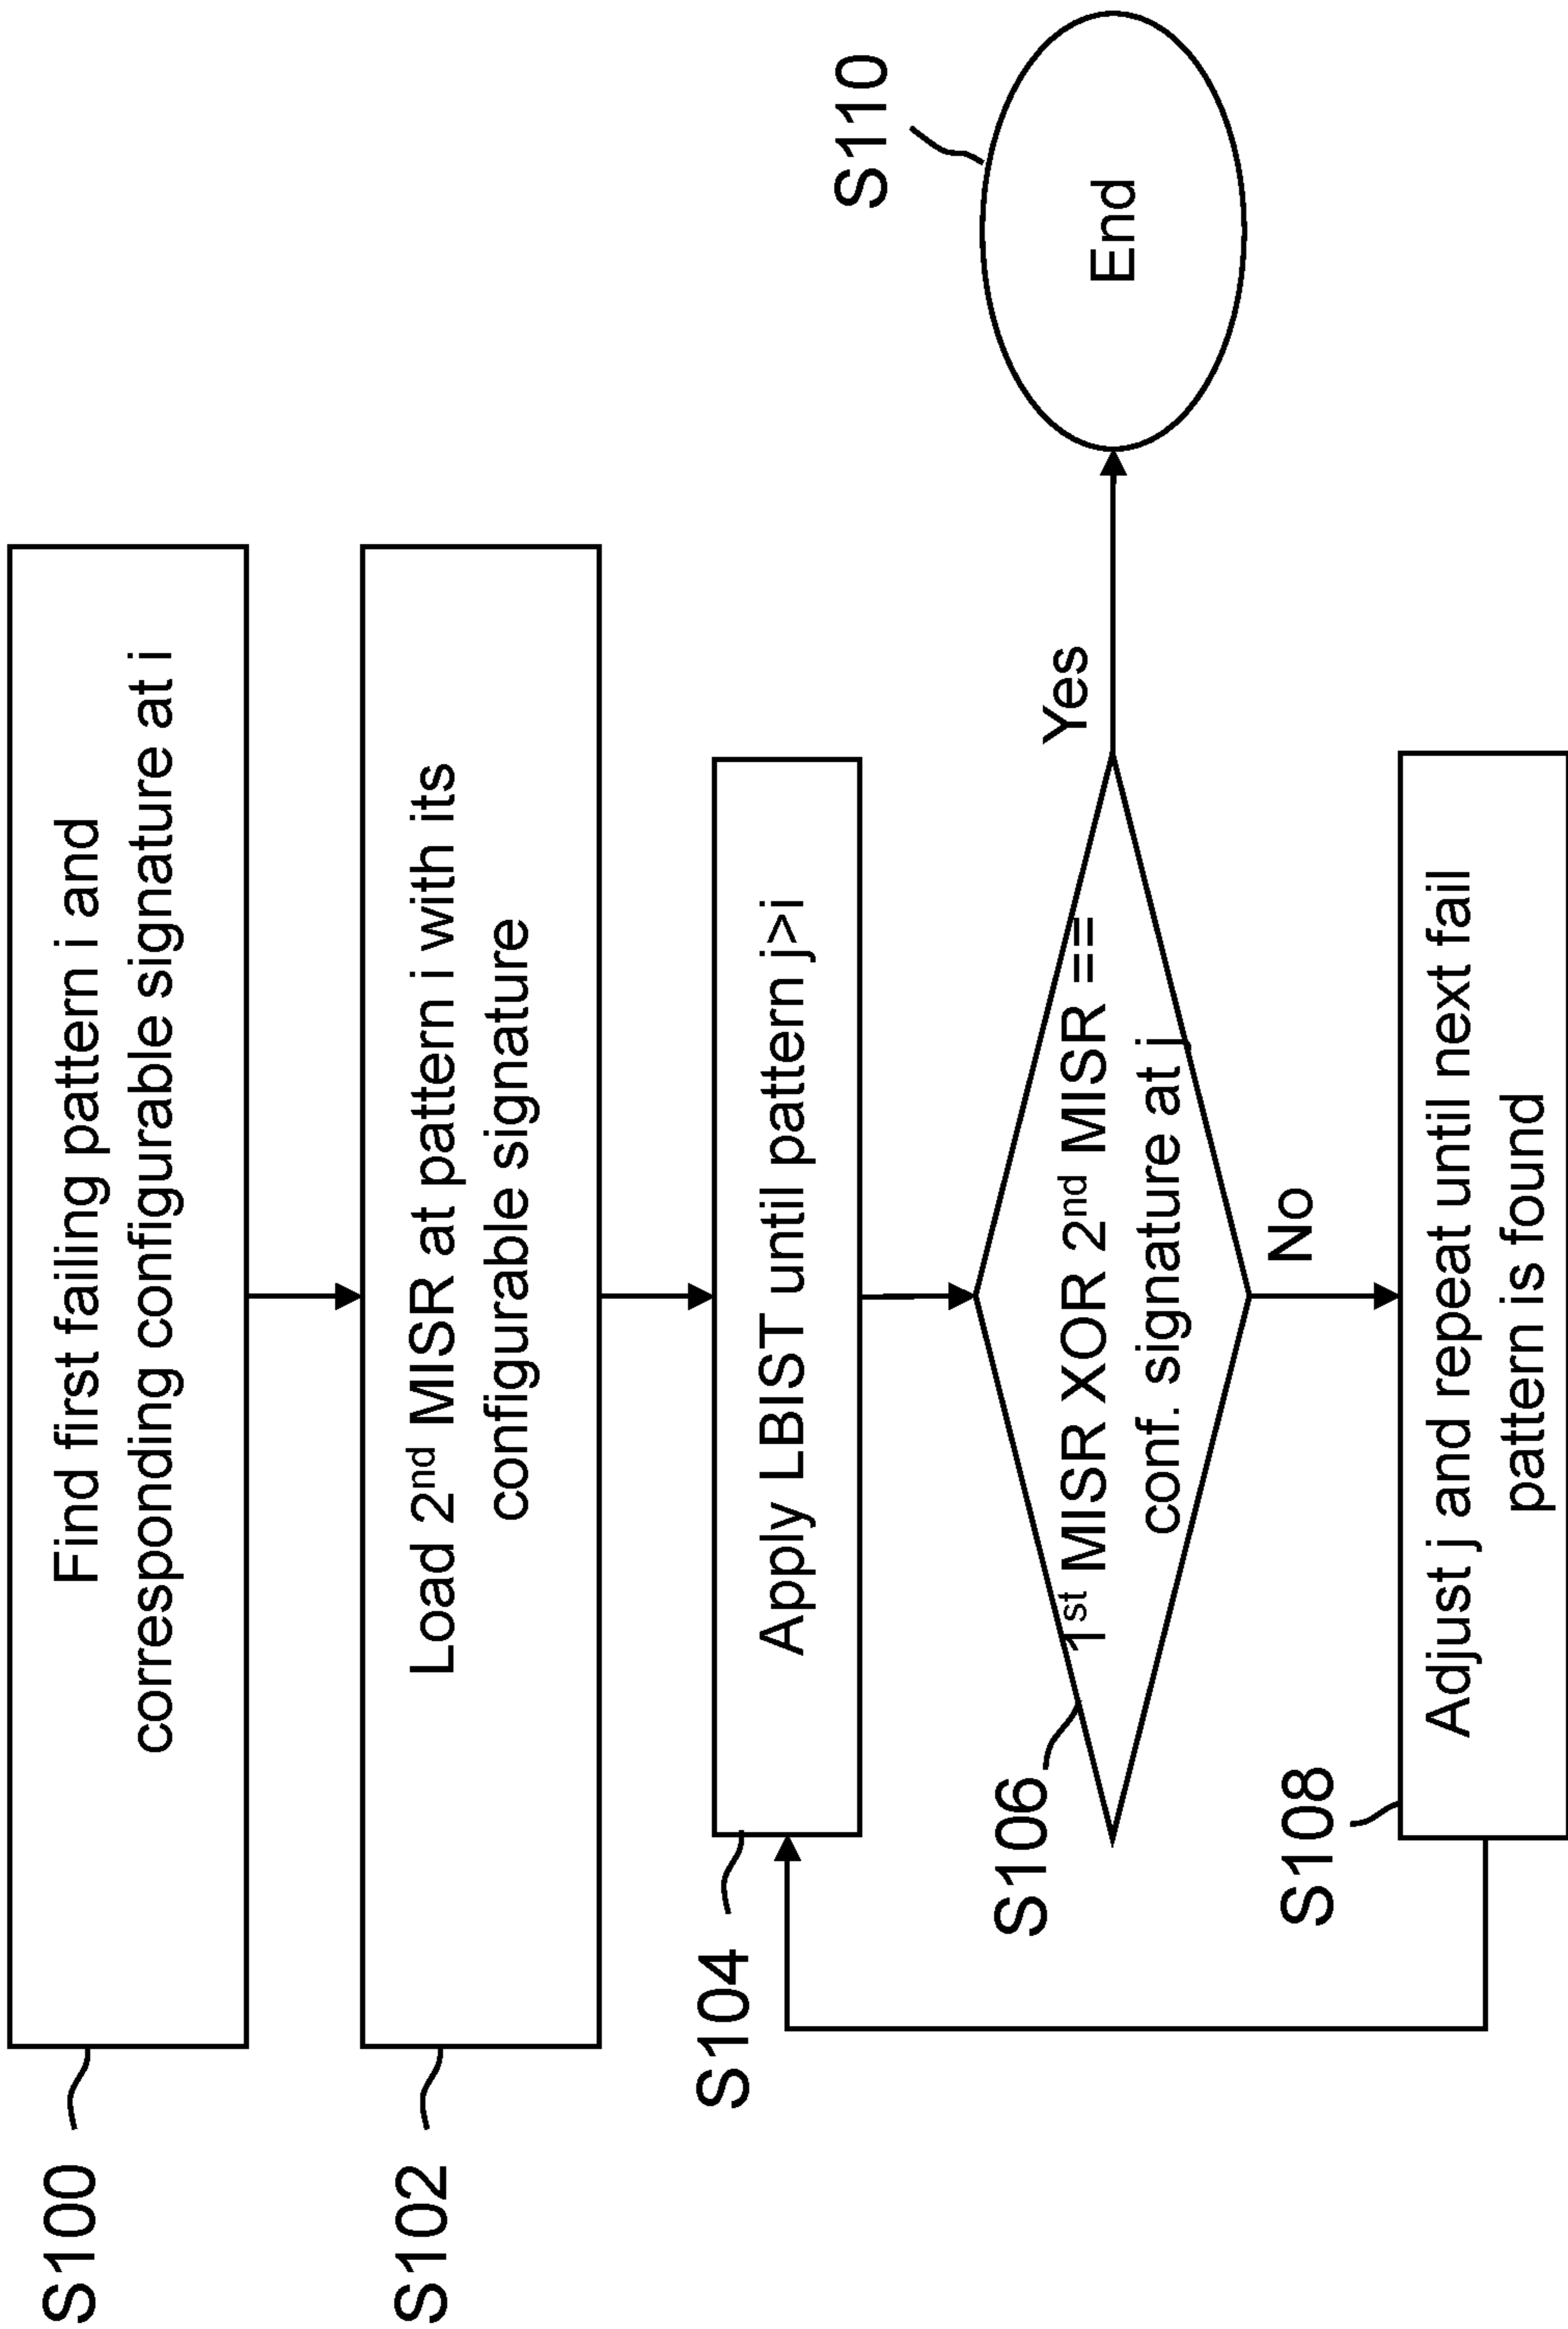 S100
Find first failing pattern i and
corresponding configurable signature at i
S102
Load 2nd MISR at pattern i with its
configurable signature
S104
Apply LBIST until pattern j>i
S106
1st MISR XOR 2nd MISR ==
conf. signature at j
Yes
S110
End
No
S108
Adjust j and repeat until next fail
pattern is found